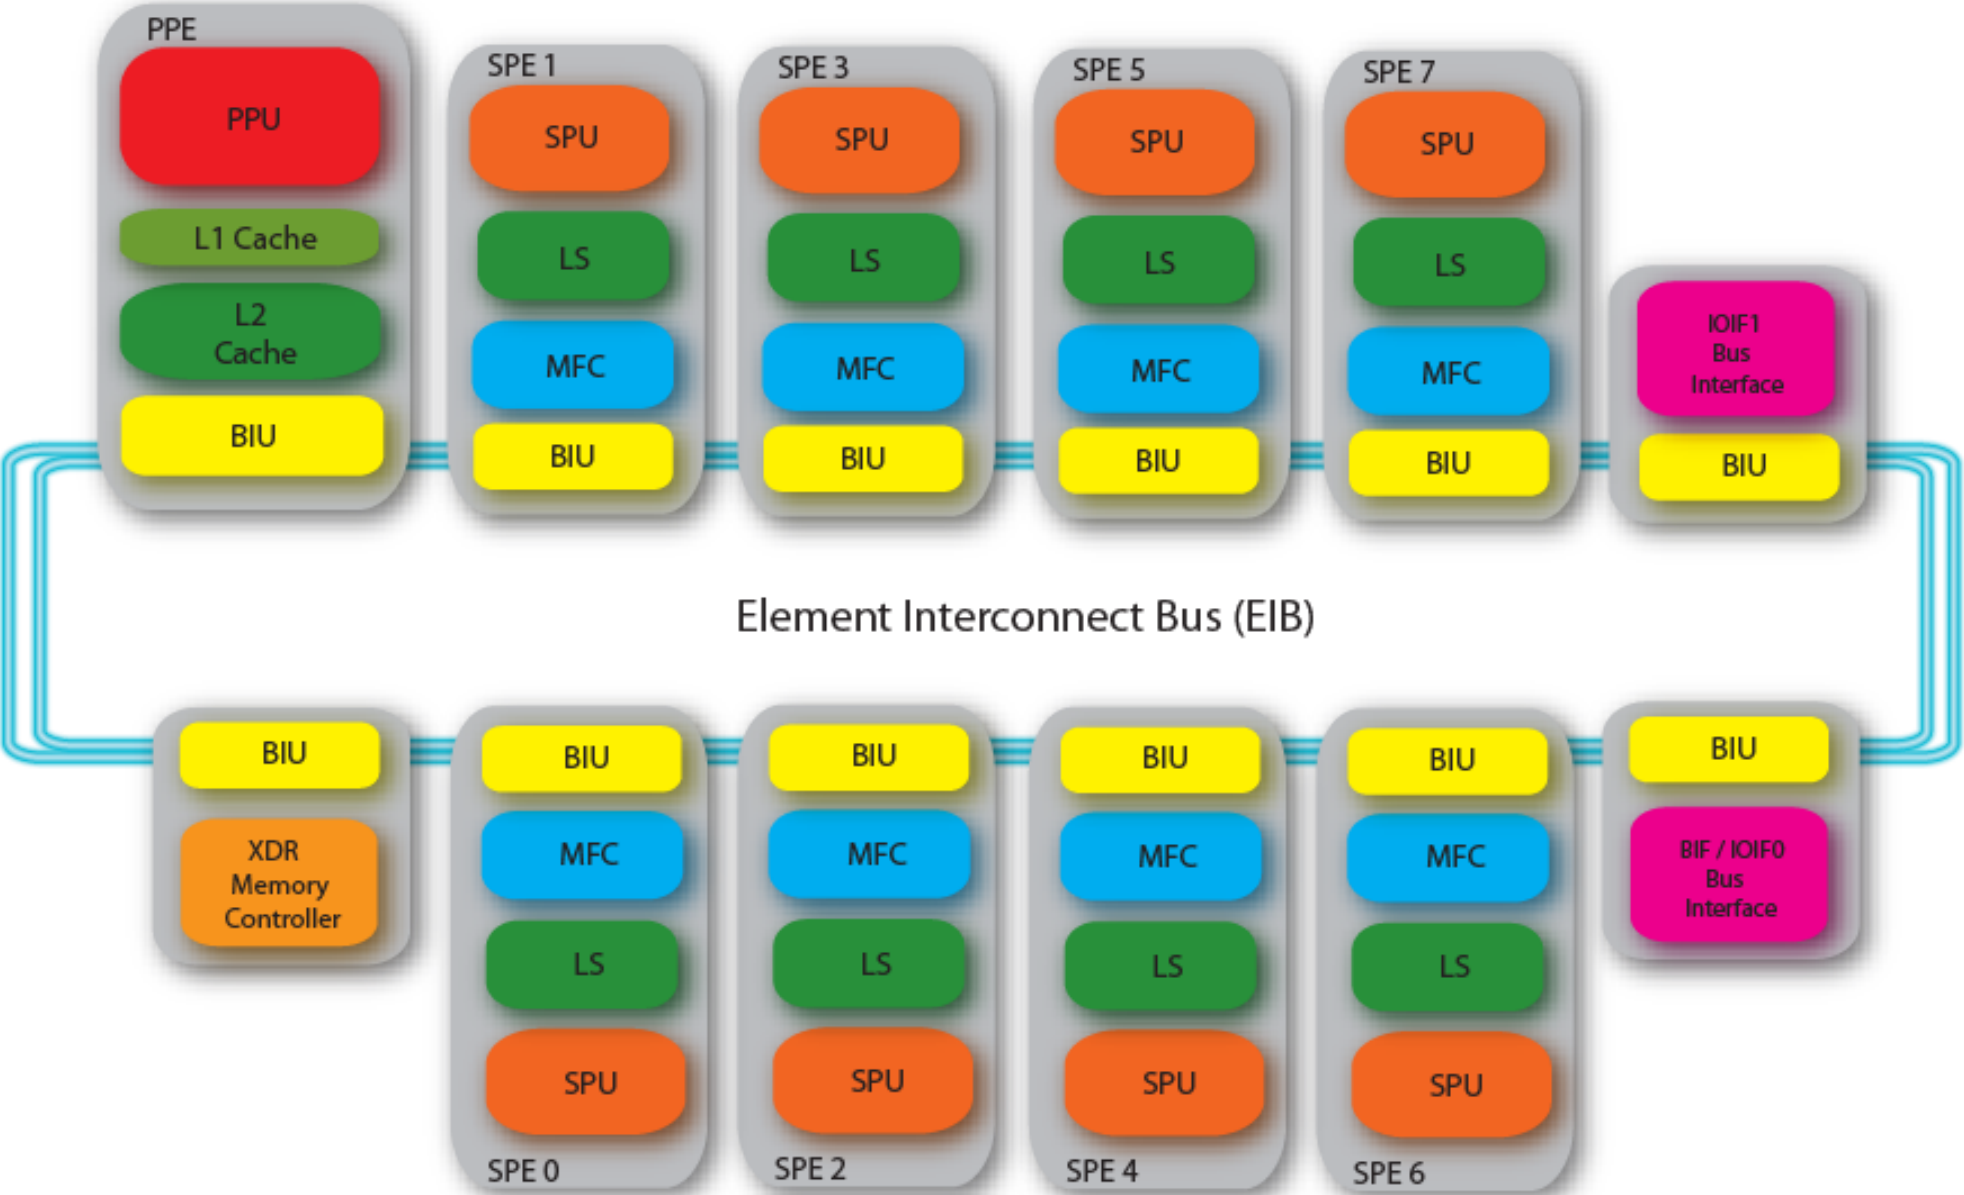 PPE
PPU
L1 Cache
L2
Cache
BIU
SPE 1
SPU
LS
MFC
BIU
SPE 3
SPU
LS
MFC
BIU
SPE 5
SPU
LS
MFC
BIU
SPE 7
SPU
LS
MFC
BIU
IOIF1
Bus
Interface
BIU
Element Interconnect Bus (EIB)
BIU
XDR
Memory
Controller
BIU
MFC
LS
SPU
SPE 0
BIU
MFC
LS
SPU
SPE 2
BIU
MFC
LS
SPU
SPE 4
BIU
MFC
LS
SPU
SPE 6
BIU
BIF / IOIF0
Bus
Interface